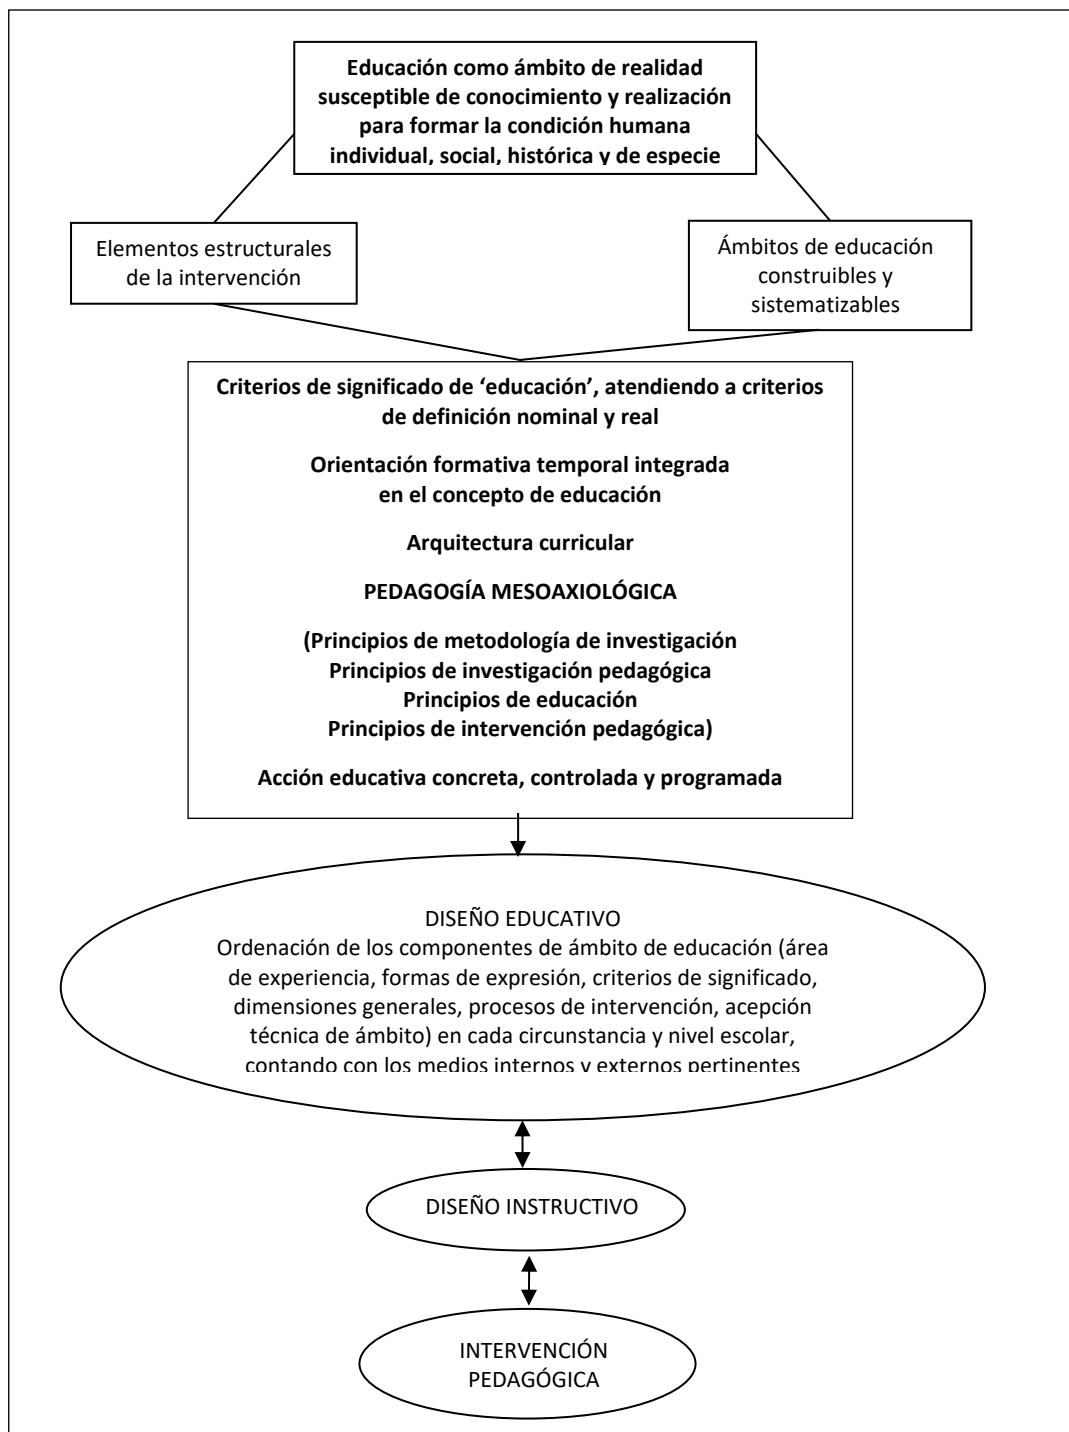 Educación como ámbito de realidad
susceptible de conocimiento y realización
para formar la condición humana
individual, social, histórica y de especie
Elementos estructurales
de la intervención
Ámbitos de educación
construibles y
sistematizables
Criterios de significado de ‘educación’, atendiendo a criterios
de definición nominal y real
Orientación formativa temporal integrada
en el concepto de educación
Arquitectura curricular
PEDAGOGÍA MESOAXIOLÓGICA
(Principios de metodología de investigación
Principios de investigación pedagógica
Principios de educación
Principios de intervención pedagógica)
Acción educativa concreta, controlada y programada
DISEÑO EDUCATIVO
Ordenación de los componentes de ámbito de educación (área
de experiencia, formas de expresión, criterios de significado,
dimensiones generales, procesos de intervención, acepción
técnica de ámbito) en cada circunstancia y nivel escolar,
contando con los medios internos y externos pertinentes
DISEÑO INSTRUCTIVO
INTERVENCIÓN
PEDAGÓGICA